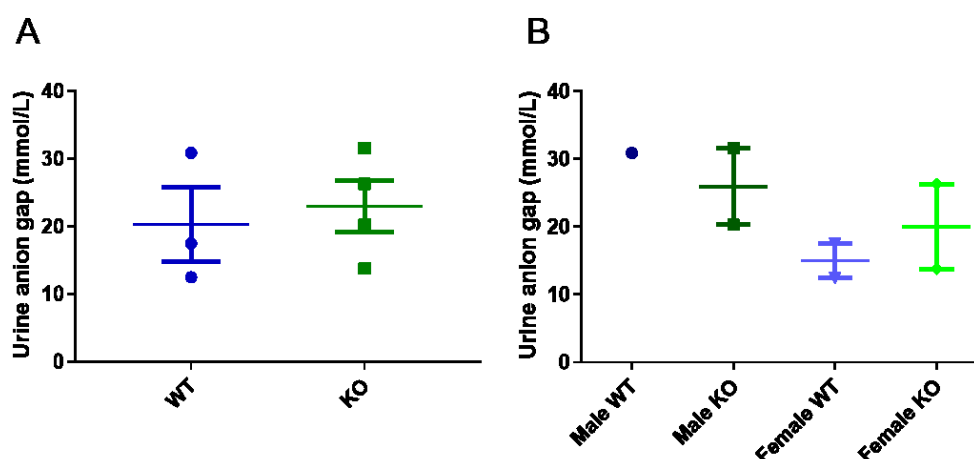 A
Urine anion gap (mmol/L)
40
30
20
10
0
WT
KO
B
Urine anion gap (mmol/L)
40
30
20
10
0
Male WT
Male KO
Female WT
Female KO